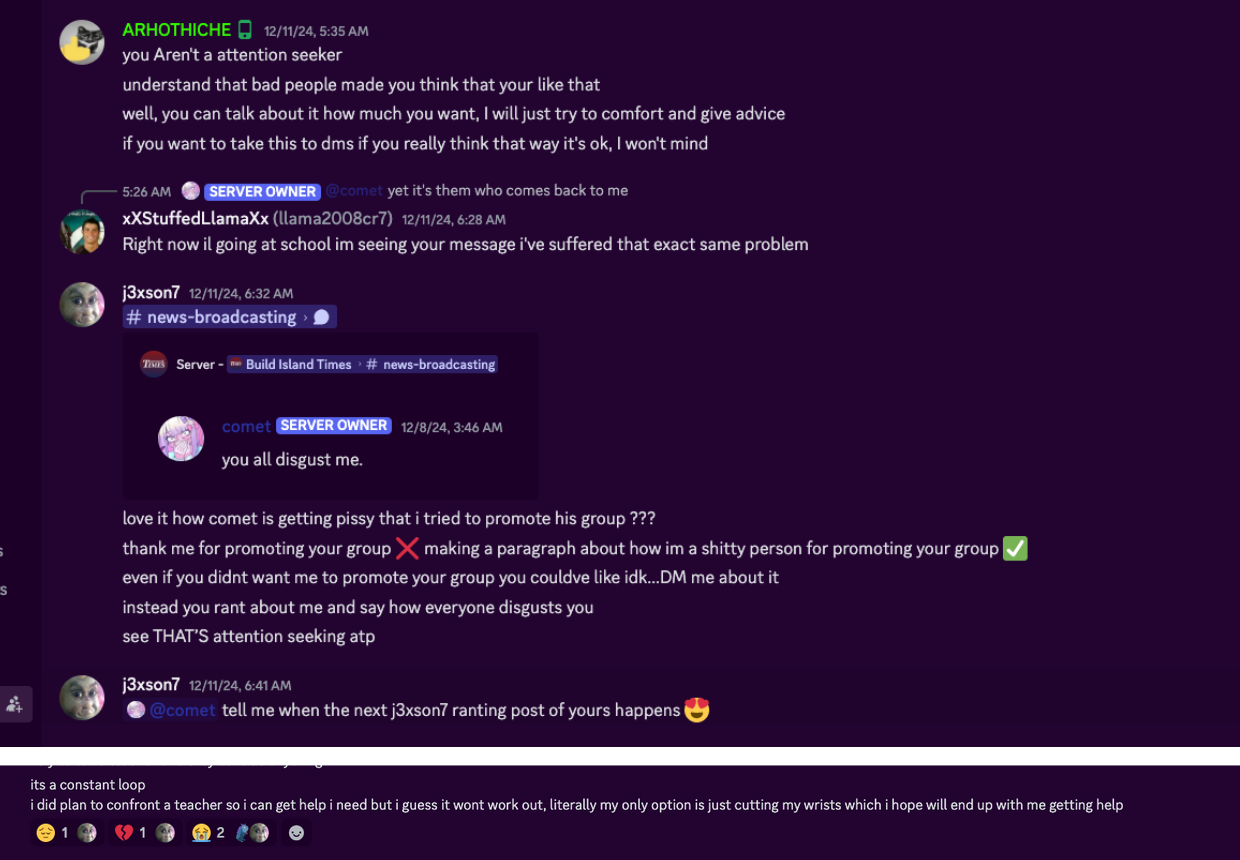 ARHOTHICHE 12/11/24, 5:35 AM
you Aren't a attention seeker
understand that bad people made you think that your like that
well, you can talk about it how much you want, I will just try to comfort and give advice
if you want to take this to dms if you really think that way it's ok, I won't mind
5:26 AM SERVER OWNER @comet yet it's them who comes back to me
xXStuffedLlamaXx (llama2008cr7) 12/11/24, 6:28 AM
Right now il going at school im seeing your message i've suffered that exact same problem
j3xson7 12/11/24, 6:32 AM
# news-broadcasting ›
TIMES Server - Build Island Times › # news-broadcasting
comet SERVER OWNER 12/8/24, 3:46 AM
you all disgust me.
love it how comet is getting pissy that i tried to promote his group ???
thank me for promoting your group ❌ making a paragraph about how im a shitty person for promoting your group ✅
even if you didnt want me to promote your group you couldve like idk...DM me about it
instead you rant about me and say how everyone disgusts you
see THAT'S attention seeking atp
j3xson7 12/11/24, 6:41 AM
@comet tell me when the next j3xson7 ranting post of yours happens 😍
its a constant loop
i did plan to confront a teacher so i can get help i need but i guess it wont work out, literally my only option is just cutting my wrists which i hope will end up with me getting help
😔 1 💔 1 😭 2